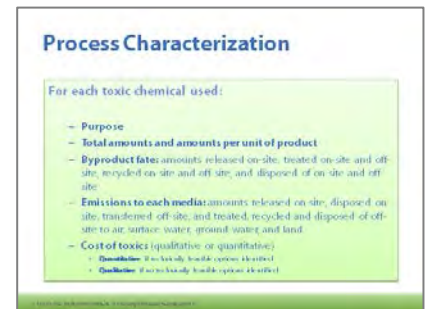 Process Characterization
For each toxic chemical used:
– Purpose
– Total amounts and amounts per unit of product
– Byproduct fate: amounts released on-site, treated on-site and off-
site, recycled on-site and off site, and disposed of on site and off-
site
– Emissions to each media: amounts released on site, disposed on
site, transferred off-site, and treated, recycled and disposed of off-
site to air, surface water, ground water, and land
– Cost of toxics (qualitative or quantitative)
Quantitative if technically feasible options identified
Qualitative if no technically feasible options identified